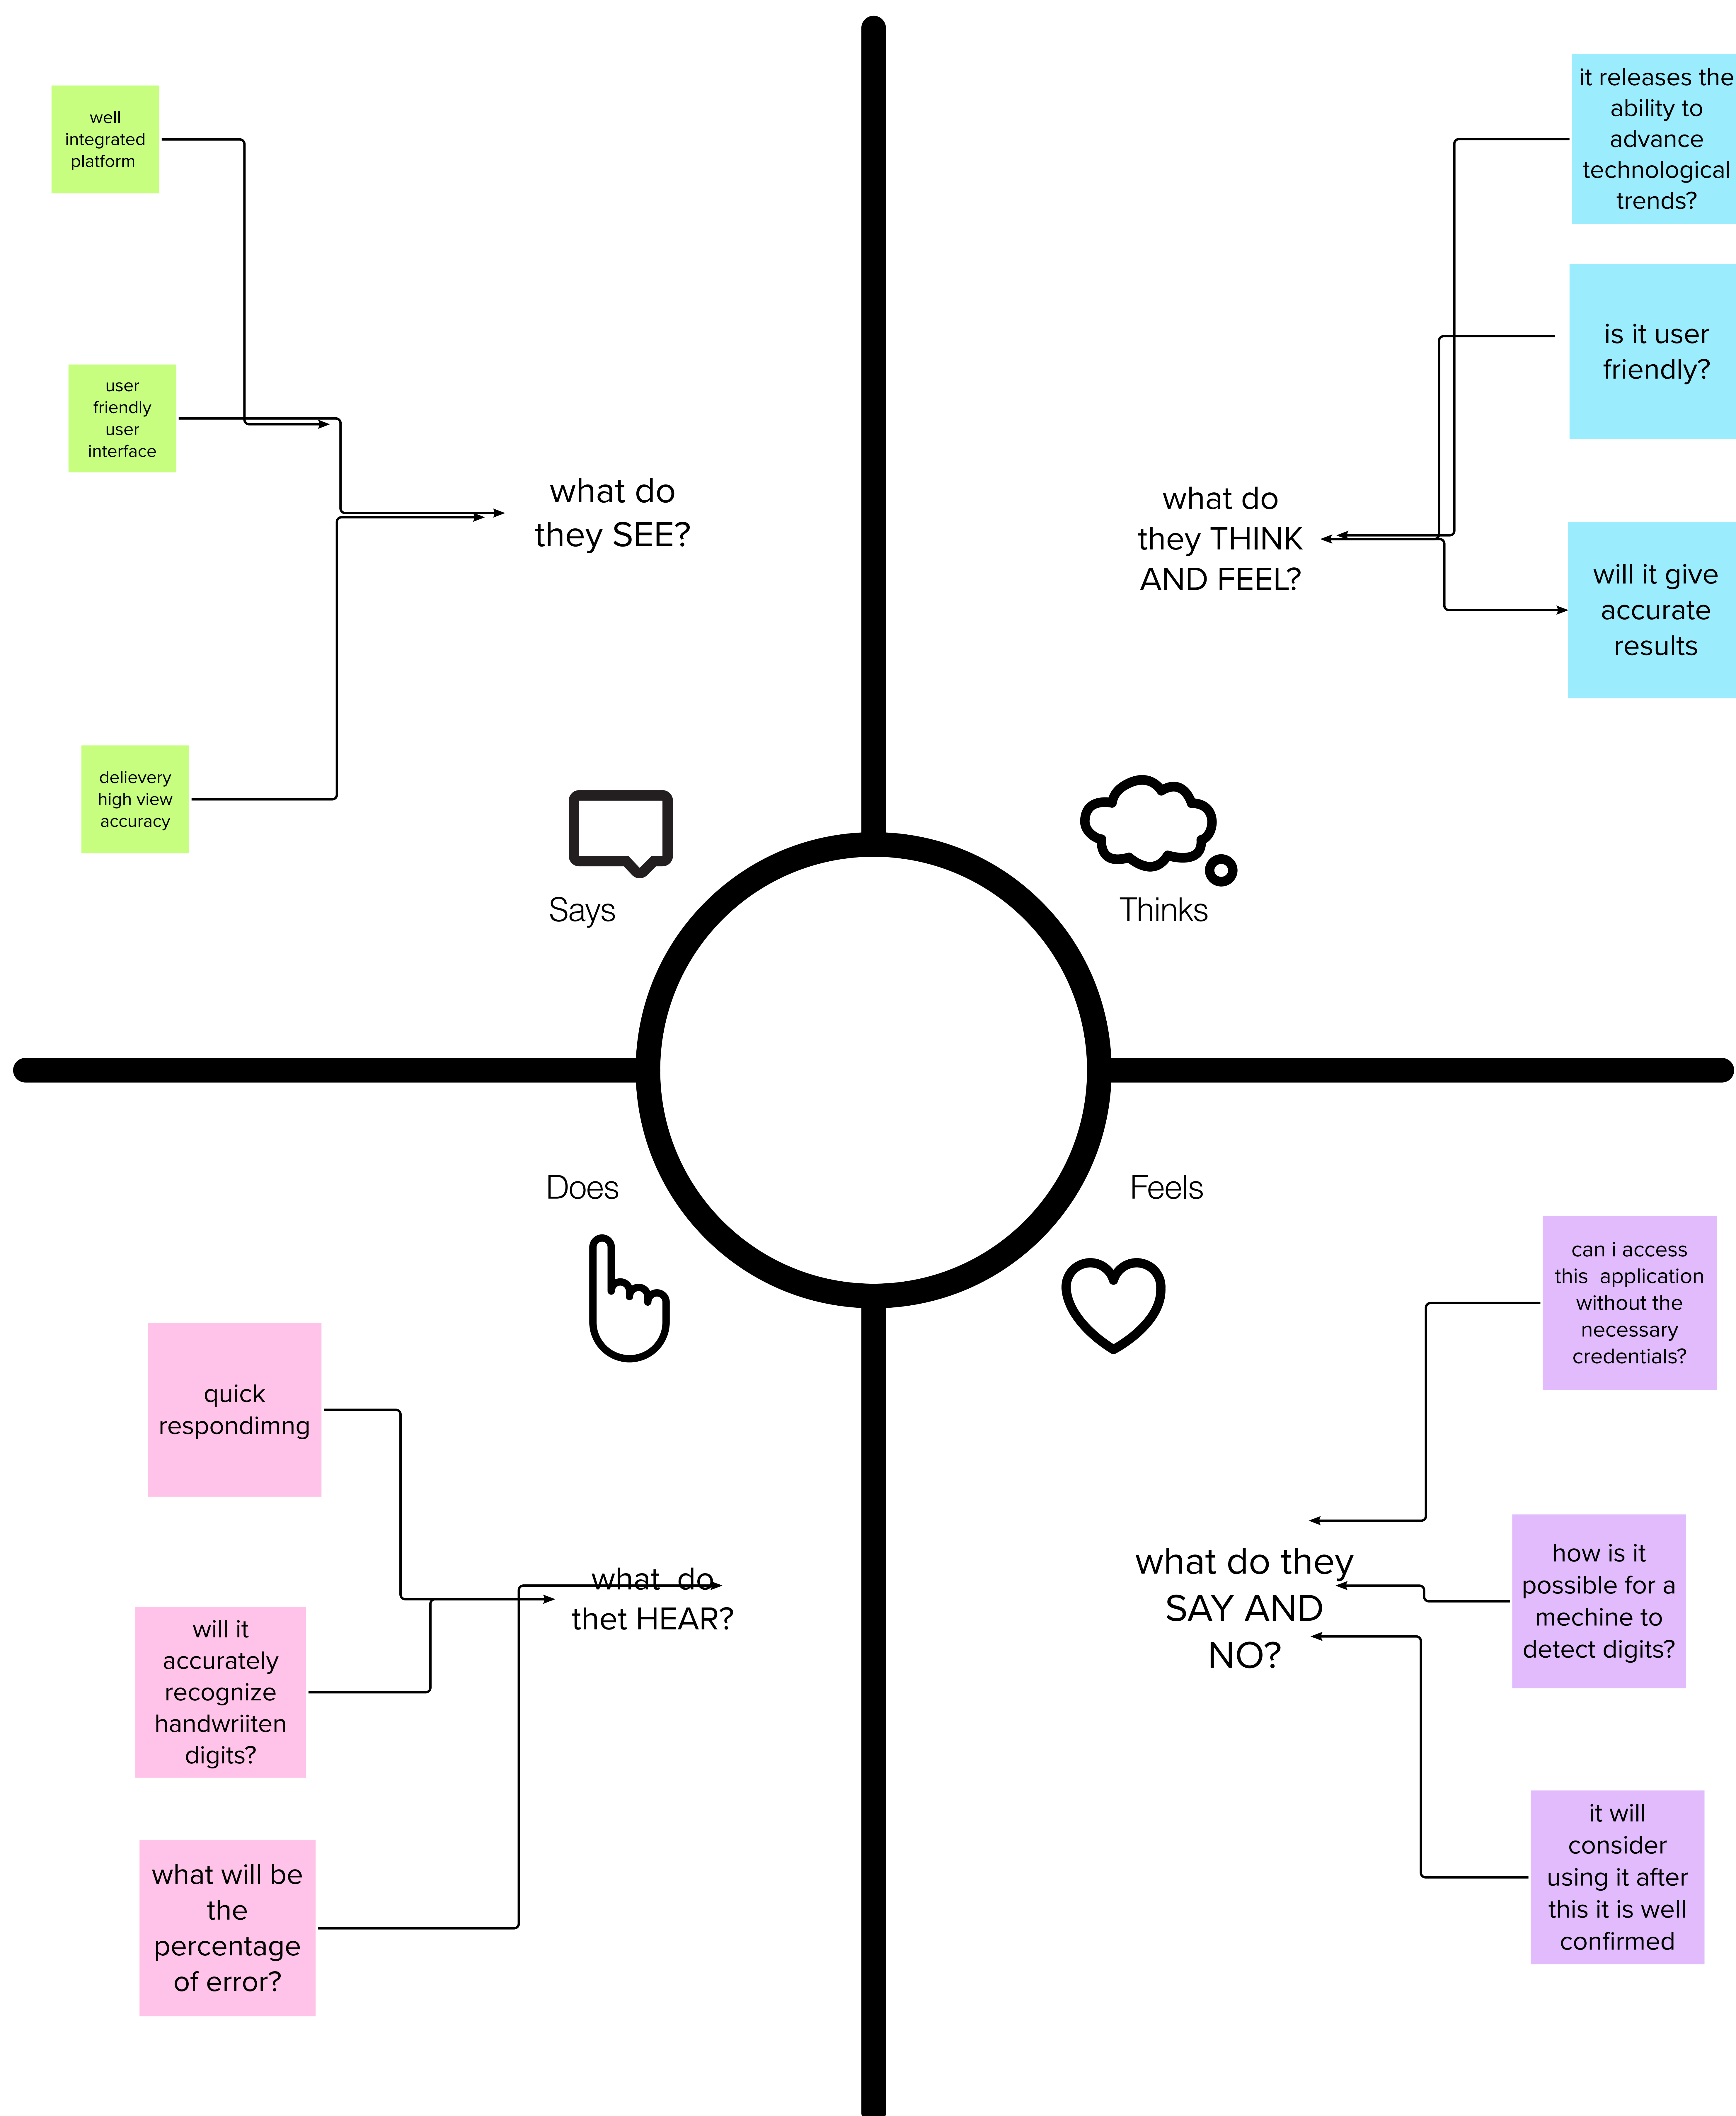 well
integrated
platform
user
friendly
user
interface
delievery
high view
accuracy
what do
they SEE?
Says
it releases the
ability to
advance
technological
trends?
is it user
friendly?
will it give
accurate
results
what do
they THINK
AND FEEL?
Thinks
Does
quick
respondimng
will it
accurately
recognize
handwriiten
digits?
what will be
the
percentage
of error?
what  do
thet HEAR?
Feels
can i access
this  application
without the
necessary
credentials?
how is it
possible for a
mechine to
detect digits?
it will
consider
using it after
this it is well
confirmed
what do they
SAY AND
NO?